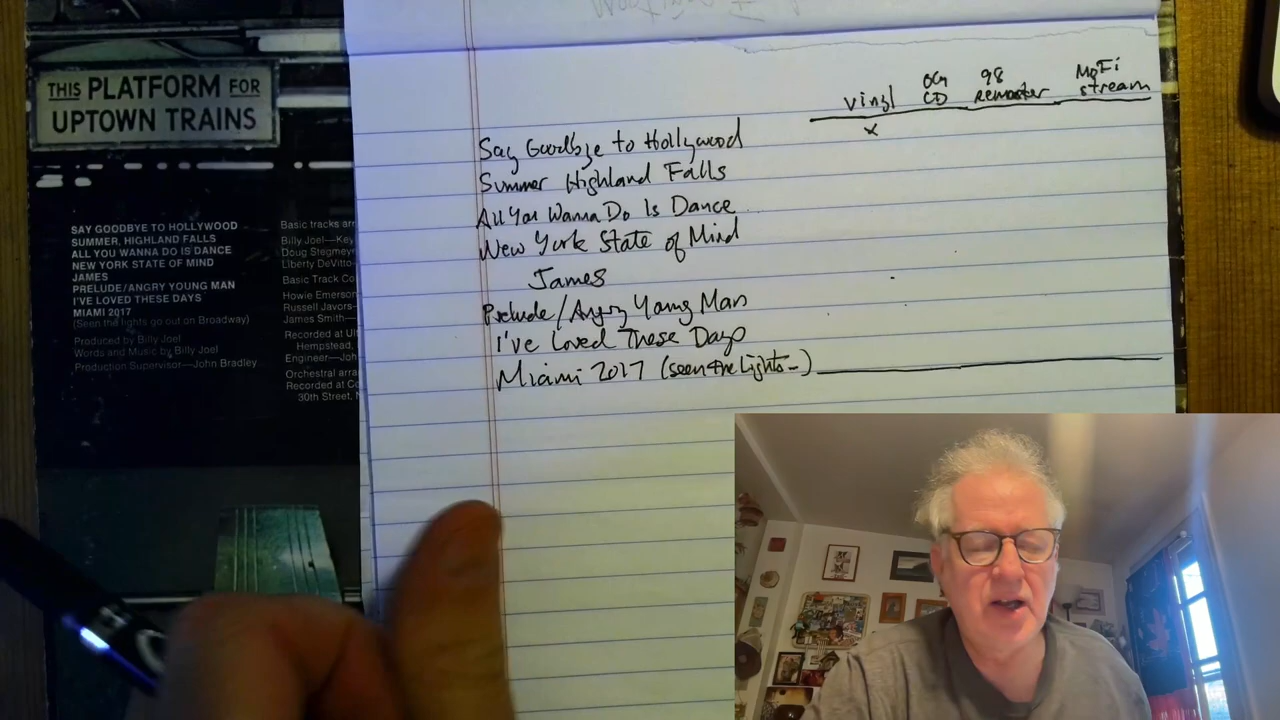 THIS PLATFORM FOR
UPTOWN TRAINS
SAY GOODBYE TO HOLLYWOOD
SUMMER, HIGHLAND FALLS
ALL YOU WANNA DO IS DANCE
NEW YORK STATE OF MIND
JAMES
PRELUDE/ANGRY YOUNG MAN
I'VE LOVED THESE DAYS
MIAMI 2017
(Seen the lights go out on Broadway)
Produced by Billy Joel
Words and Music by Billy Joel
Production Supervisor—John Bradley
Basic tracks
Billy Joel—Key
Doug Stegmey
Liberty DeVitto
Basic Track Co
Howie Emerson
Russell Javors
James Smith—
Recorded at Ul
Hempstead,
Engineer—Joh
Orchestral arra
Recorded at Co
30th Street,
vinyl OG CD 98 Remaster MoFi stream
x
Say Goodbye to Hollywood
Summer Highland Falls
All You Wanna Do Is Dance
New York State of Mind
James
Prelude/Angry Young Man
I've Loved These Days
Miami 2017 (seen the lights-)